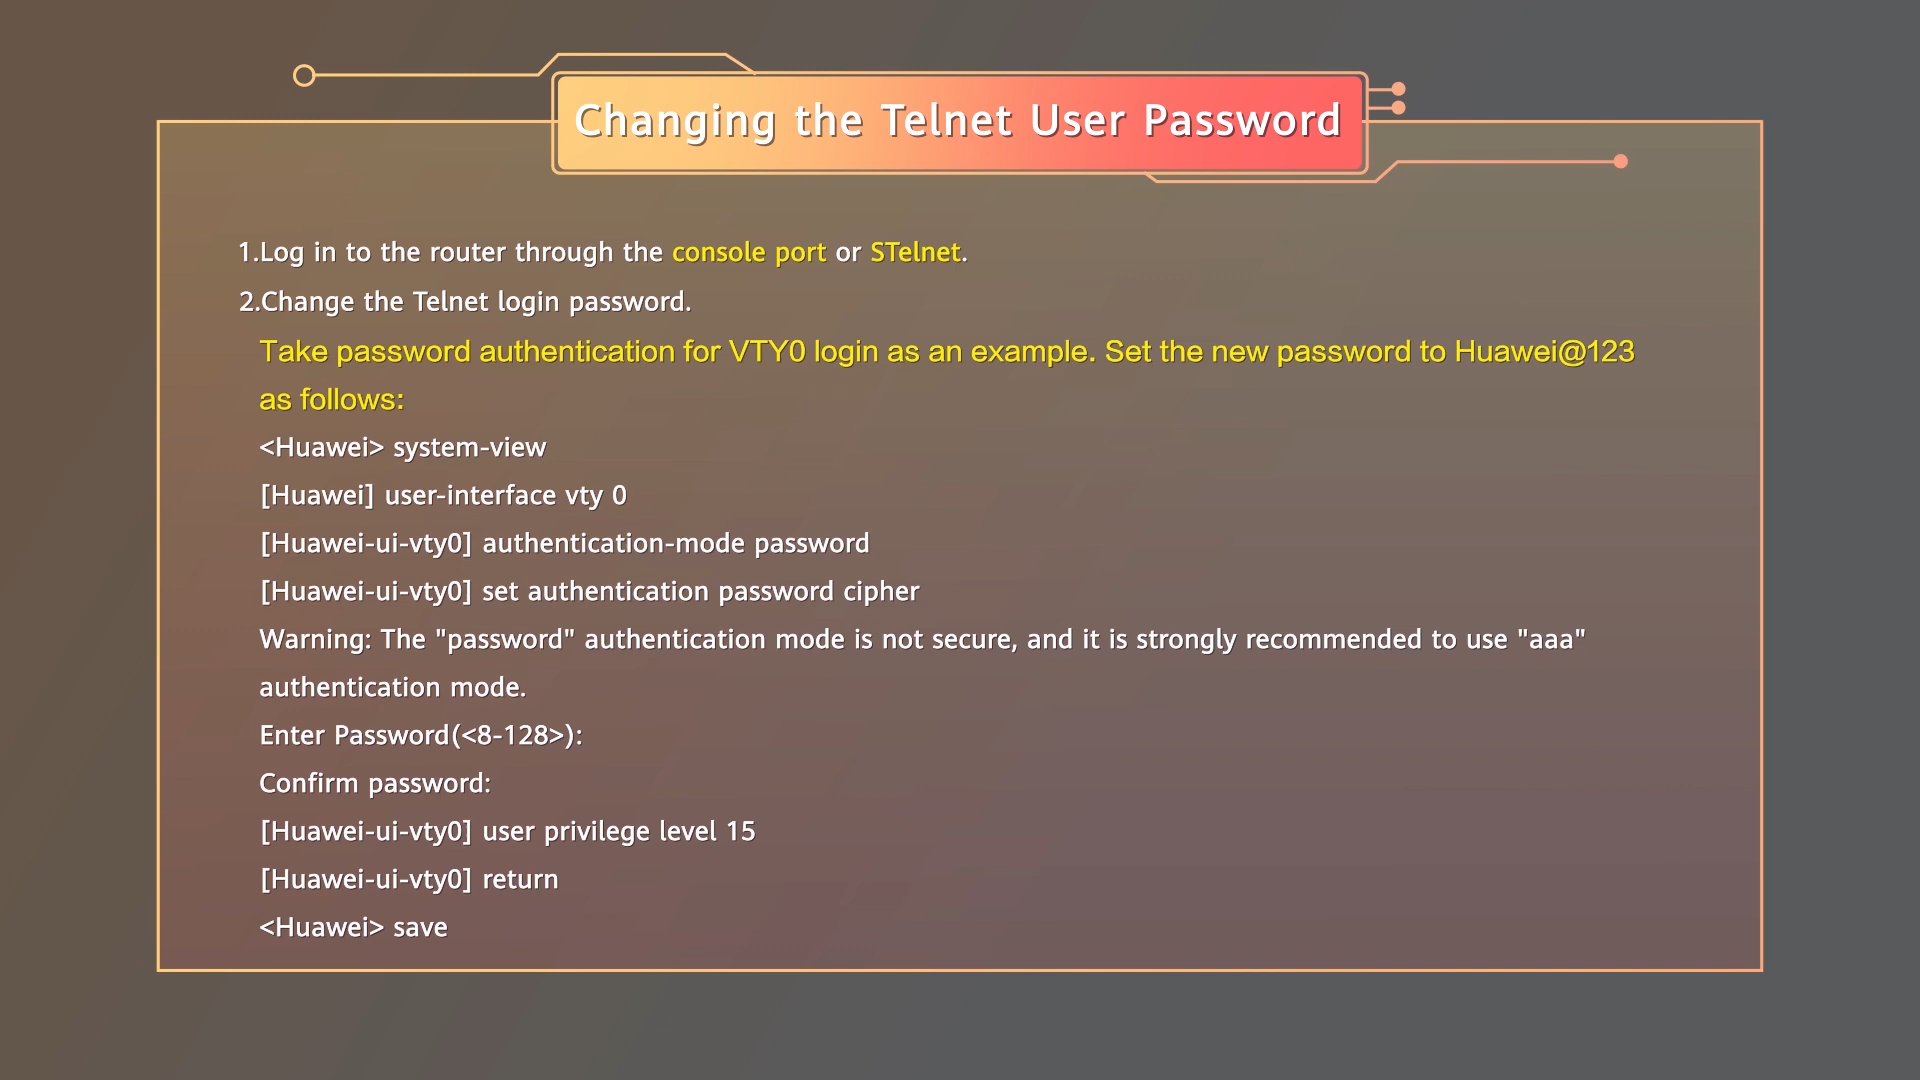 Changing the Telnet User Password
1.Log in to the router through the console port or STelnet.
2.Change the Telnet login password.
Take password authentication for VTY0 login as an example. Set the new password to Huawei@123
as follows:
<Huawei> system-view
[Huawei] user-interface vty 0
[Huawei-ui-vty0] authentication-mode password
[Huawei-ui-vty0] set authentication password cipher
Warning: The "password" authentication mode is not secure, and it is strongly recommended to use "aaa"
authentication mode.
Enter Password(<8-128>):
Confirm password:
[Huawei-ui-vty0] user privilege level 15
[Huawei-ui-vty0] return
<Huawei> save